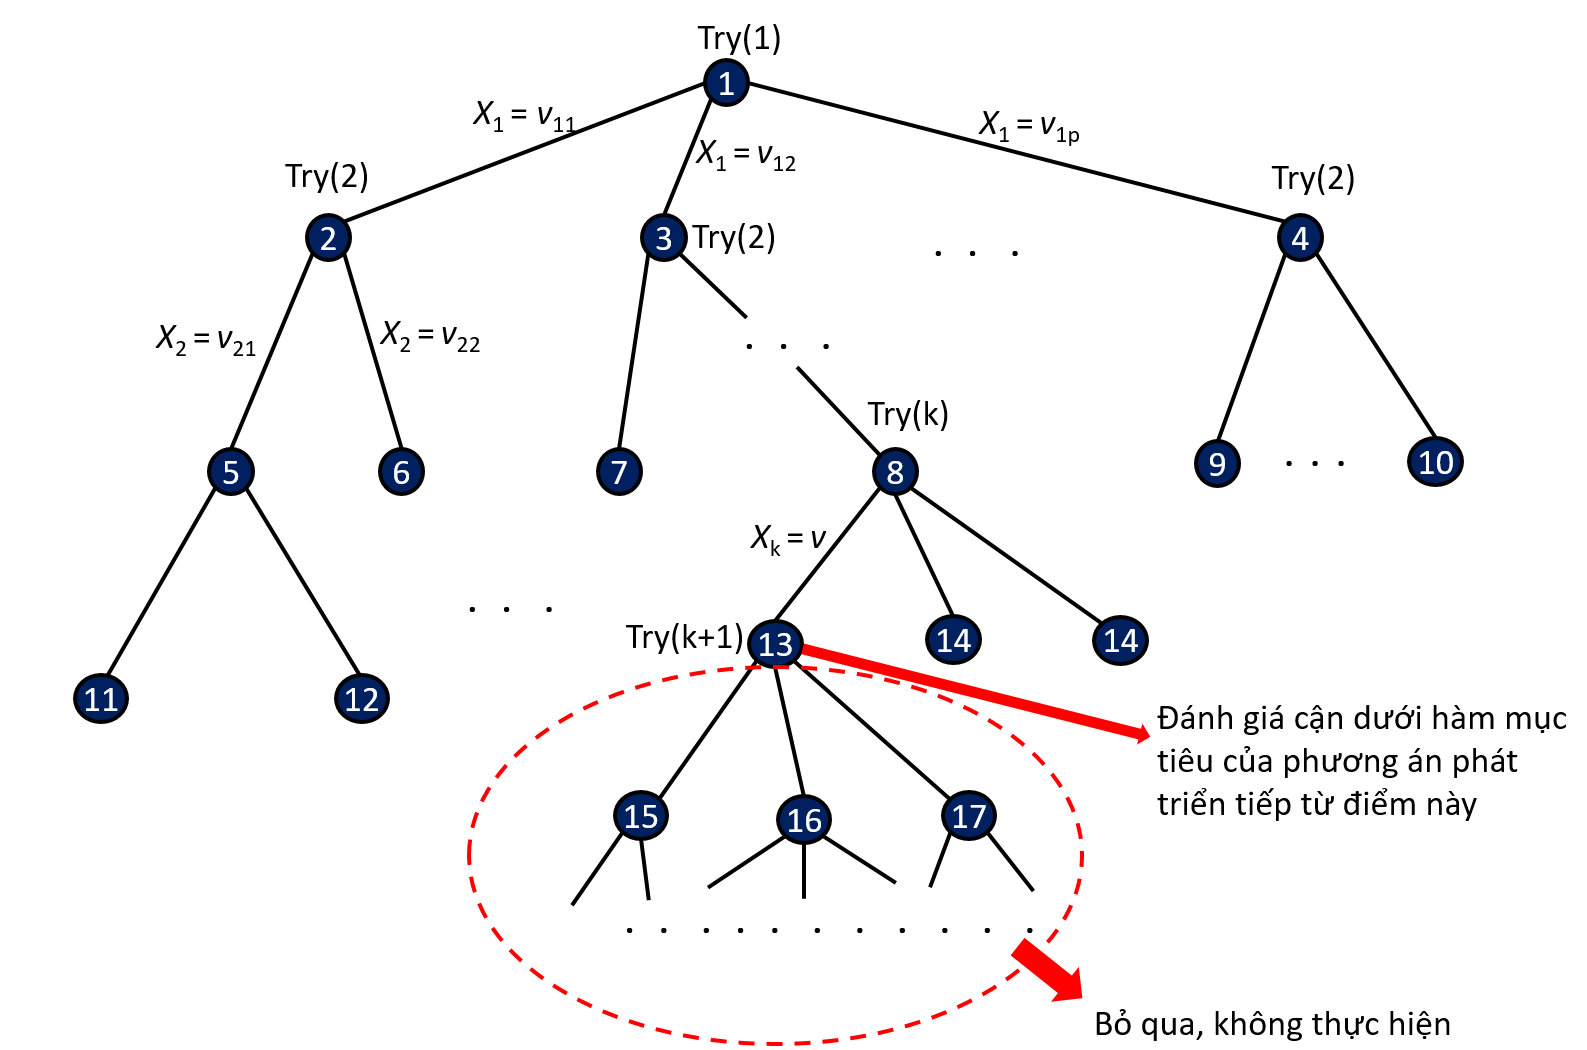 Try(1)
1
X1 = v11
X1 = v12
X1 = v1p
Try(2)
Try(2)
2
3
Try(2)
. . .
4
X2 = v21
X2 = v22
. . .
Try(k)
5
6
7
8
9
. . .
10
Xk = v
. . .
Try(k+1)
13
14
14
11
12
Đánh giá cận dưới hàm mục
tiêu của phương án phát
triển tiếp từ điểm này
15
16
17
. . . . . . . . . . .
Bỏ qua, không thực hiện